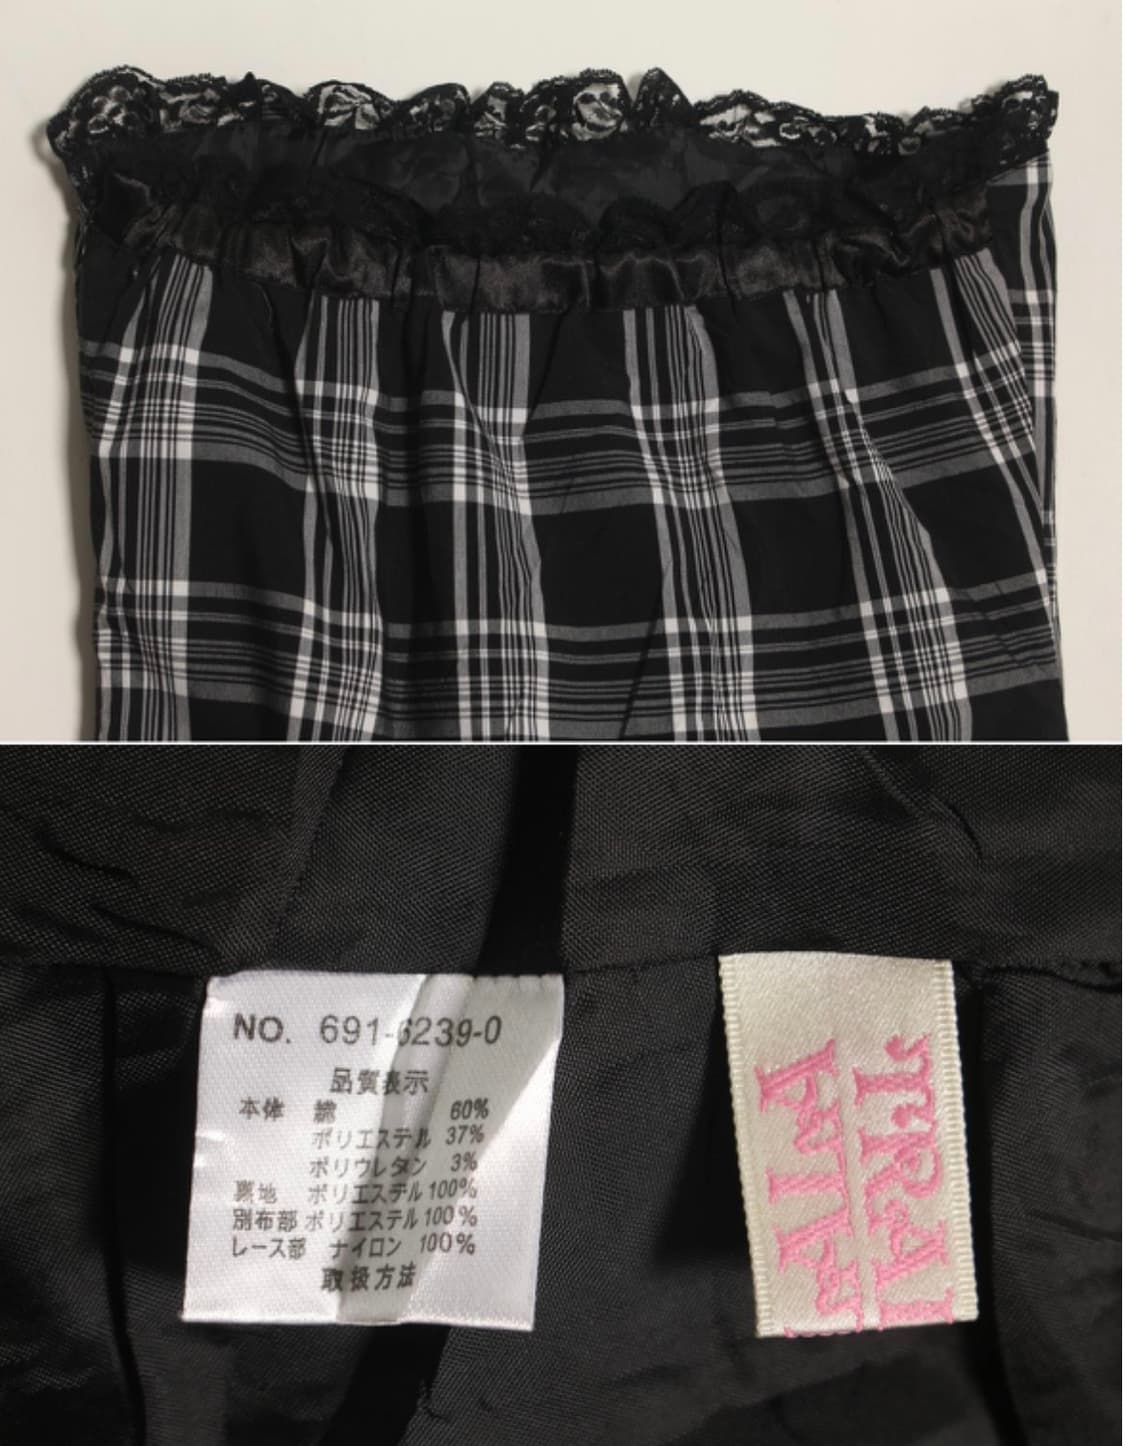 NO. 691-6239-0
品質表示
本体 綿 60%
ポリエステル 37%
ポリウレタン 3%
裏地 ポリエステル 100%
別布部 ポリエステル 100%
レース部 ナイロン 100%
取扱方法